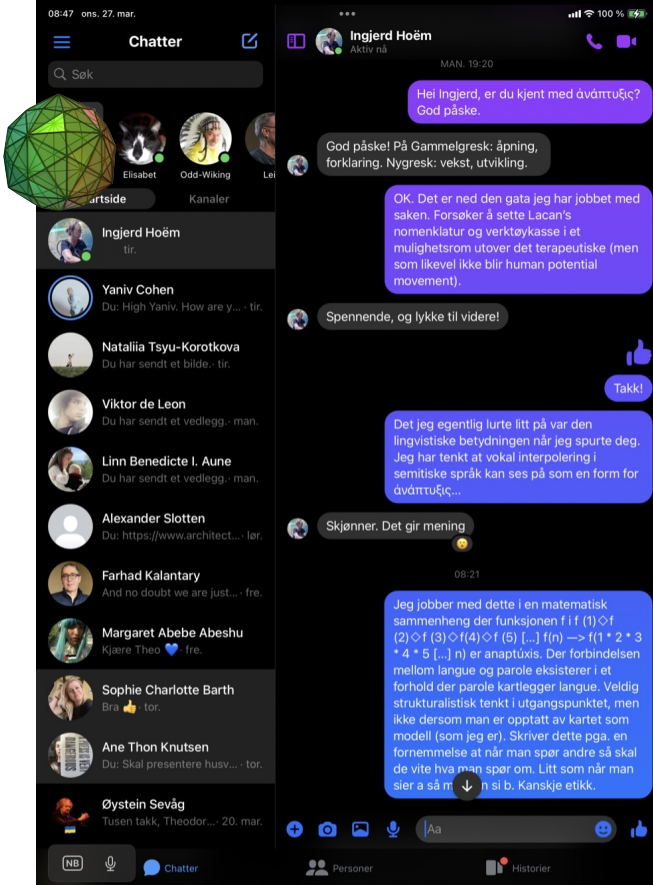 08:47 ons. 27. mar.
100 %
Chatter
Søk
Elisabet
Odd-Wiking
Lei
artside
Kanaler
Ingjerd Hoëm
tir.
Yaniv Cohen
Du: High Yaniv. How are y... · tir.
Nataliia Tsyu-Korotkova
Du har sendt et bilde.· tir.
Viktor de Leon
Du har sendt et vedlegg.· man.
Linn Benedicte I. Aune
Du har sendt et vedlegg.· man.
Alexander Slotten
Du: https://www.architect...· lør.
Farhad Kalantary
And no doubt we are just...· fre.
Margaret Abebe Abeshu
Kjære Theo 💙· fre.
Sophie Charlotte Barth
Bra 👍· tor.
Ane Thon Knutsen
Du: Skal presentere husv...· tor.
Øystein Sevåg
Tusen takk, Theodor...· 20. mar.
NB
Chatter
Ingjerd Hoëm
Aktiv nå
MAN. 19:20
Hei Ingjerd, er du kjent med ἀνάπτυξις?
God påske.
God påske! På Gammelgresk: åpning,
forklaring. Nygresk: vekst, utvikling.
OK. Det er ned den gata jeg har jobbet med
saken. Forsøker å sette Lacan's
nomenklatur og verktøykasse i et
mulighetsrom utover det terapeutiske (men
som likevel ikke blir human potential
movement).
Spennende, og lykke til videre!
Takk!
Det jeg egentlig lurte litt på var den
lingvistiske betydningen når jeg spurte deg.
Jeg har tenkt at vokal interpolering i
semitiske språk kan ses på som en form for
ἀνάπτυξις...
Skjønner. Det gir mening
08:21
Jeg jobber med dette i en matematisk
sammenheng der funksjonen f i f (1)◇f
(2)◇f (3)◇f(4)◇f (5) [...] f(n) —> f(1 * 2 * 3
* 4 * 5 [...] n) er anaptúxis. Der forbindelsen
mellom langue og parole eksisterer i et
forhold der parole kartlegger langue. Veldig
strukturalistisk tenkt i utgangspunktet, men
ikke dersom man er opptatt av kartet som
modell (som jeg er). Skriver dette pga. en
fornemmelse at når man spør andre så skal
de vite hva man spør om. Litt som når man
sier a så m n si b. Kanskje etikk.
Aa
Personer
Historier